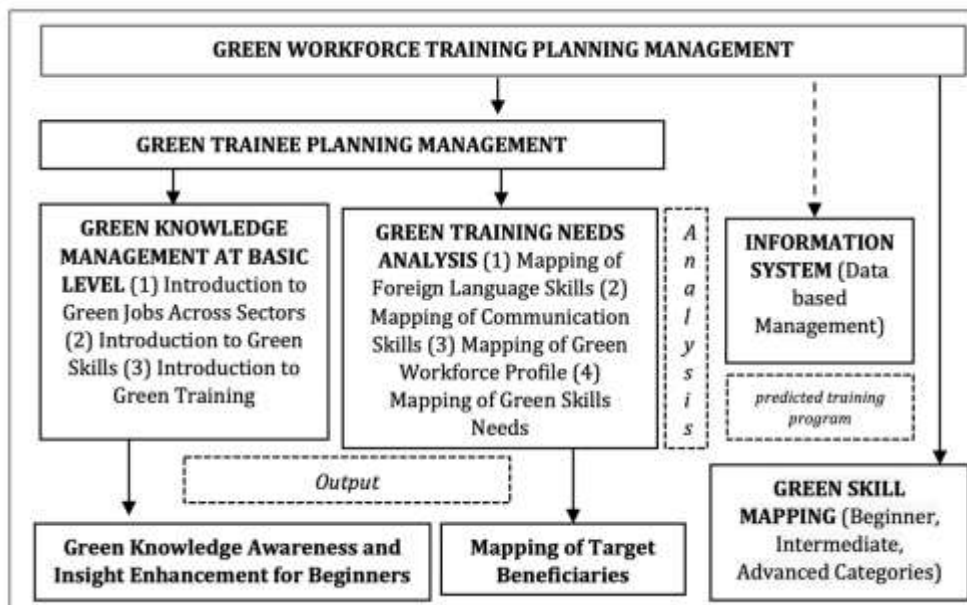 GREEN WORKFORCE TRAINING PLANNING MANAGEMENT
GREEN TRAINEE PLANNING MANAGEMENT
GREEN KNOWLEDGE
MANAGEMENT AT BASIC
LEVEL (1) Introduction to
Green Jobs Across Sectors
(2) Introduction to Green
Skills (3) Introduction to
Green Training
GREEN TRAINING NEEDS
ANALYSIS (1) Mapping of
Foreign Language Skills (2)
Mapping of Communication
Skills (3) Mapping of Green
Workforce Profile (4)
Mapping of Green Skills
Needs
A
n
a
l
y
s
i
s
INFORMATION
SYSTEM (Data
based
Management)
predicted training
program
Output
Green Knowledge Awareness and
Insight Enhancement for Beginners
Mapping of Target
Beneficiaries
GREEN SKILL
MAPPING (Beginner,
Intermediate,
Advanced Categories)